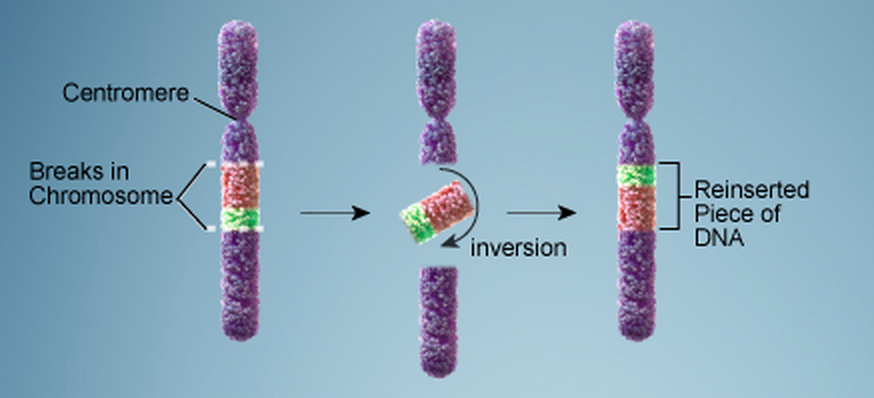 Centromere
Breaks in
Chromosome
inversion
Reinserted
Piece of
DNA